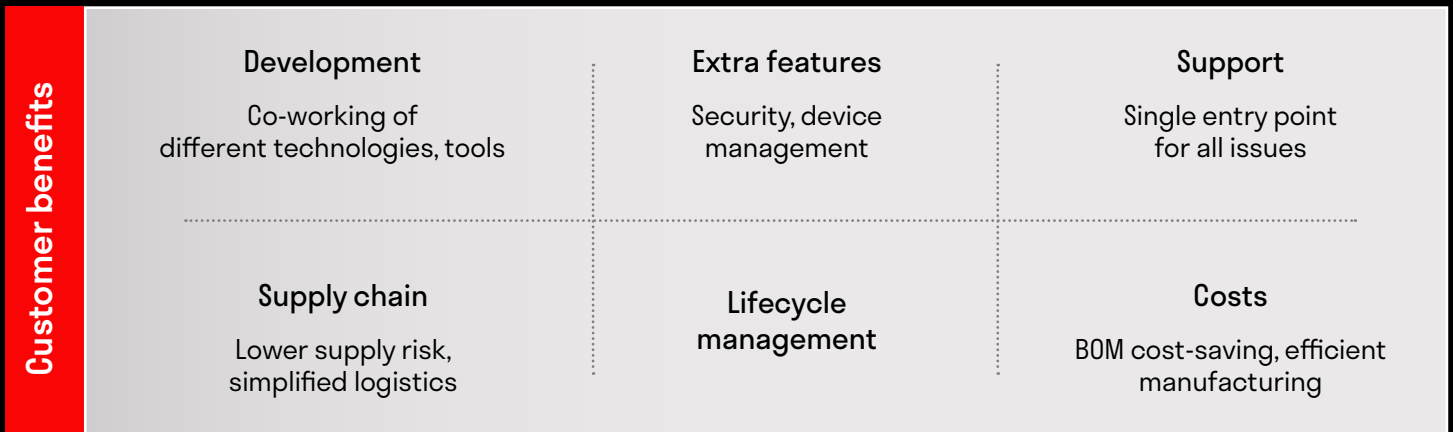 Customer benefits
Development
Co-working of
different technologies, tools
Extra features
Security, device
management
Support
Single entry point
for all issues
Supply chain
Lower supply risk,
simplified logistics
Lifecycle
management
Costs
BOM cost-saving, efficient
manufacturing